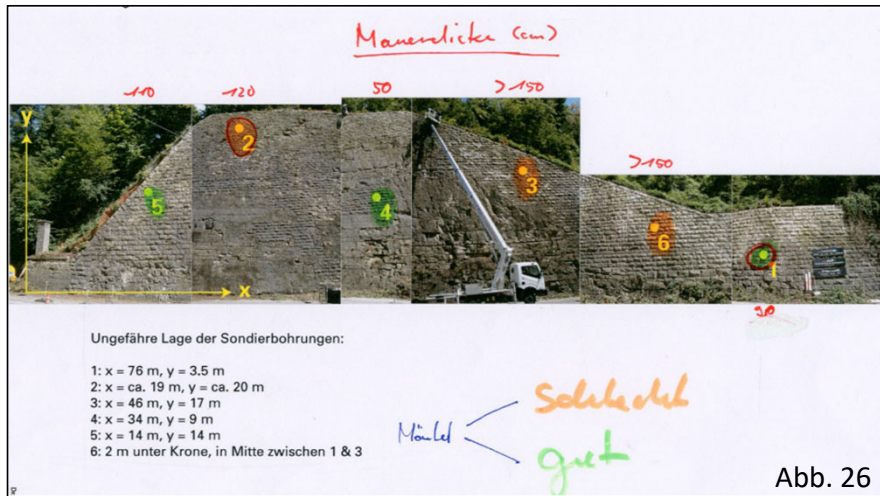 Mauerdicke (cm)
110 120 50 >150
>150
y
2
3
5
4
6
1
x
90
Ungefähre Lage der Sondierbohrungen:
1: x = 76 m, y = 3.5 m
2: x = ca. 19 m, y = ca. 20 m
3: x = 46 m, y = 17 m
4: x = 34 m, y = 9 m
5: x = 14 m, y = 14 m
6: 2 m unter Krone, in Mitte zwischen 1 & 3
schlecht
Mörtel
gut
Abb. 26